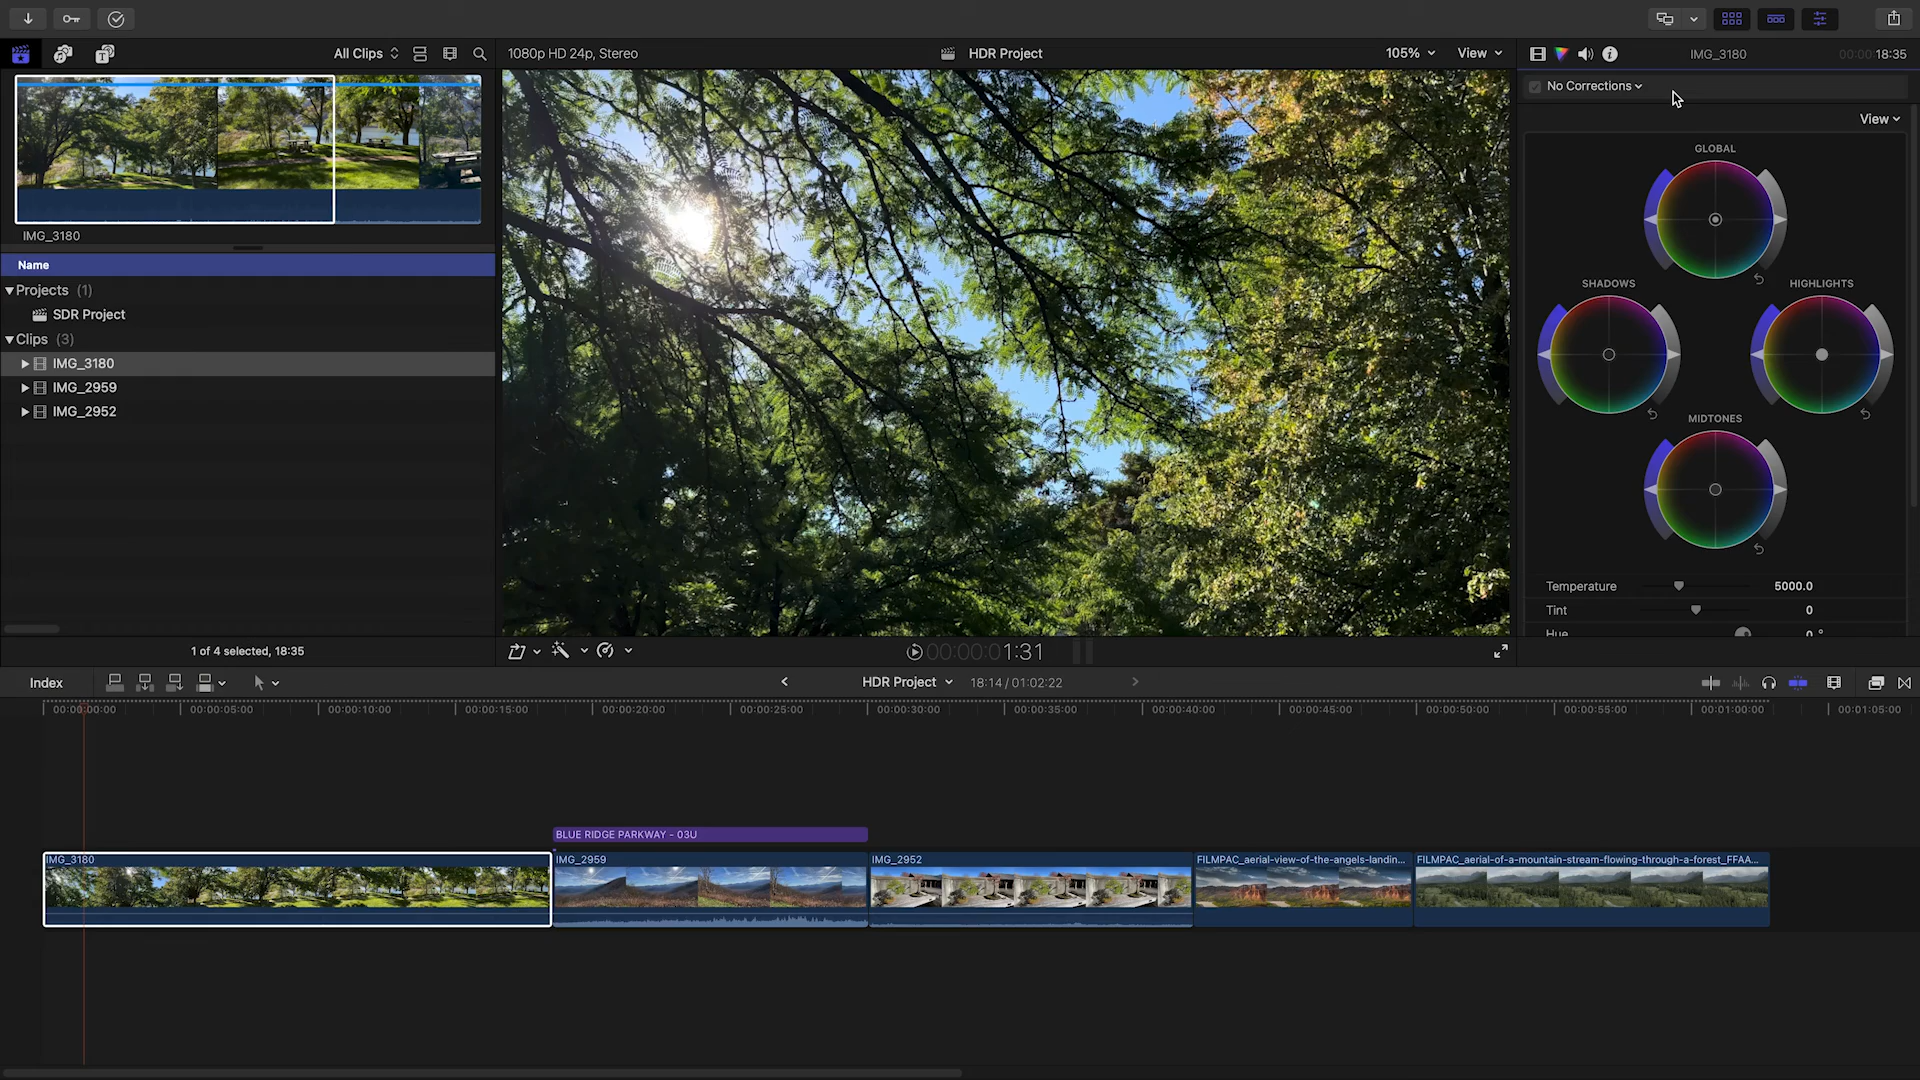 All Clips
1080p HD 24p, Stereo
HDR Project
105%
View
IMG_3180
00:00:18:35
No Corrections
View
GLOBAL
SHADOWS
HIGHLIGHTS
MIDTONES
Temperature
5000.0
Tint
0
Hue
0 °
IMG_3180
Name
Projects (1)
SDR Project
Clips (3)
IMG_3180
IMG_2959
IMG_2952
1 of 4 selected, 18:35
00:00:01:31
Index
HDR Project
18:14 / 01:02:22
00:00:00:00
00:00:05:00
00:00:10:00
00:00:15:00
00:00:20:00
00:00:25:00
00:00:30:00
00:00:35:00
00:00:40:00
00:00:45:00
00:00:50:00
00:00:55:00
00:01:00:00
00:01:05:00
BLUE RIDGE PARKWAY - 03U
IMG_3180
IMG_2959
IMG_2952
FILMPAC_aerial-view-of-the-angels-landin...
FILMPAC_aerial-of-a-mountain-stream-flowing-through-a-forest_FFAA...